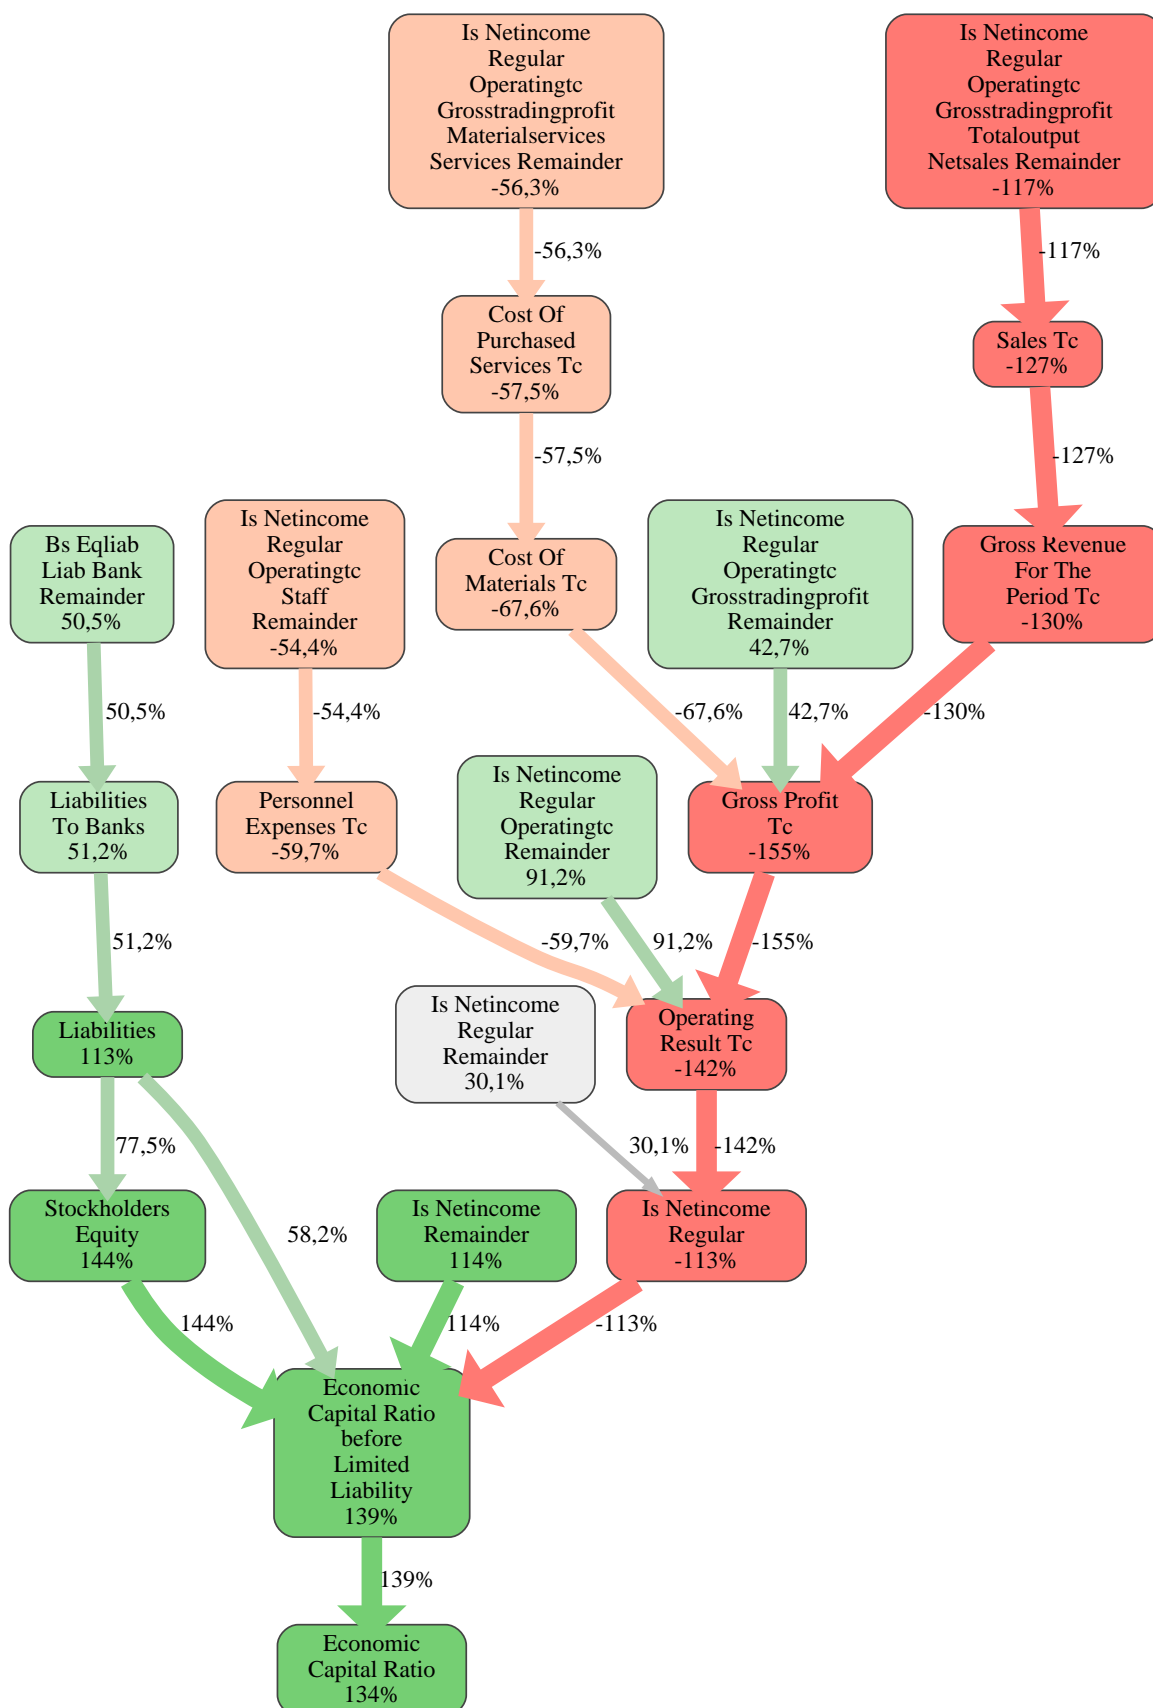 Is Netincome
Regular
Operatingtc
Grosstradingprofit
Materialservices
Services Remainder
-56,3%
Is Netincome
Regular
Operatingtc
Grosstradingprofit
Totaloutput
Netsales Remainder
-117%
-56,3%
-117%
Cost Of
Purchased
Services Tc
-57,5%
Sales Tc
-127%
-57,5%
-127%
Bs Eqliab
Liab Bank
Remainder
50,5%
Is Netincome
Regular
Operatingtc
Staff
Remainder
-54,4%
Cost Of
Materials Tc
-67,6%
Is Netincome
Regular
Operatingtc
Grosstradingprofit
Remainder
42,7%
Gross Revenue
For The
Period Tc
-130%
50,5%
-54,4%
-67,6%
42,7%
-130%
Liabilities
To Banks
51,2%
Personnel
Expenses Tc
-59,7%
Is Netincome
Regular
Operatingtc
Remainder
91,2%
Gross Profit
Tc
-155%
51,2%
-59,7%
91,2%
-155%
Liabilities
113%
Is Netincome
Regular
Remainder
30,1%
Operating
Result Tc
-142%
77,5%
30,1%
-142%
Stockholders
Equity
144%
58,2%
Is Netincome
Remainder
114%
Is Netincome
Regular
-113%
144%
114%
-113%
Economic
Capital Ratio
before
Limited
Liability
139%
139%
Economic
Capital Ratio
134%